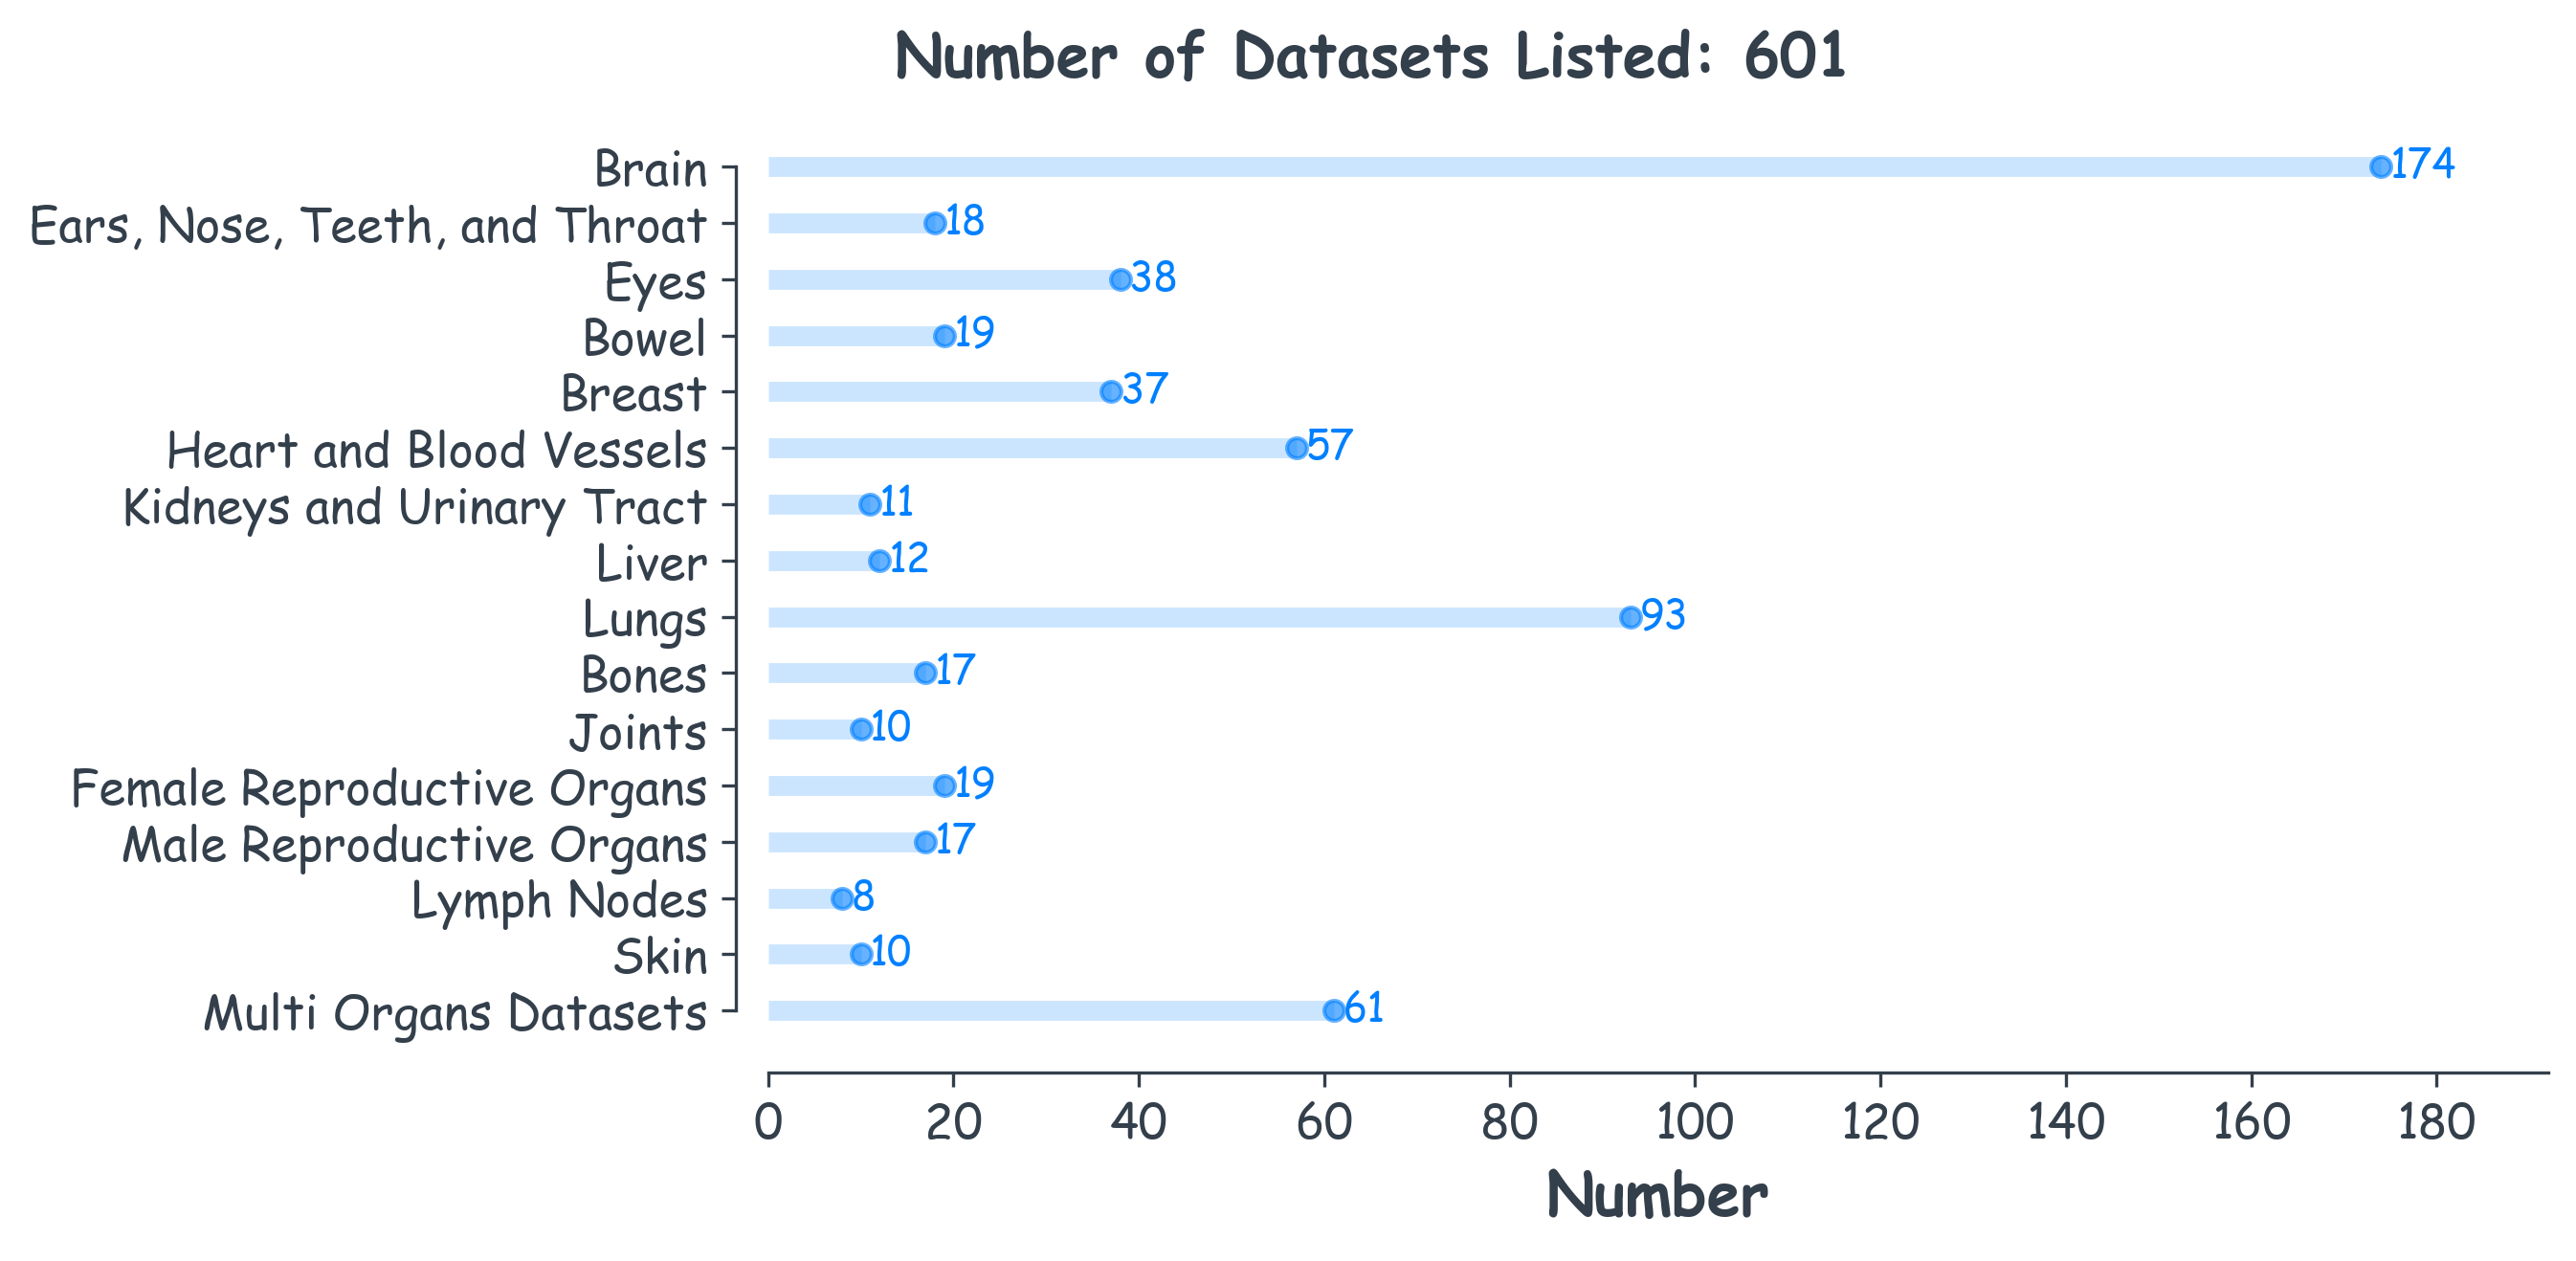 Number of Datasets Listed: 601
Brain 174
Ears, Nose, Teeth, and Throat 18
Eyes 38
Bowel 19
Breast 37
Heart and Blood Vessels 57
Kidneys and Urinary Tract 11
Liver 12
Lungs 93
Bones 17
Joints 10
Female Reproductive Organs 19
Male Reproductive Organs 17
Lymph Nodes 8
Skin 10
Multi Organs Datasets 61
0 20 40 60 80 100 120 140 160 180
Number